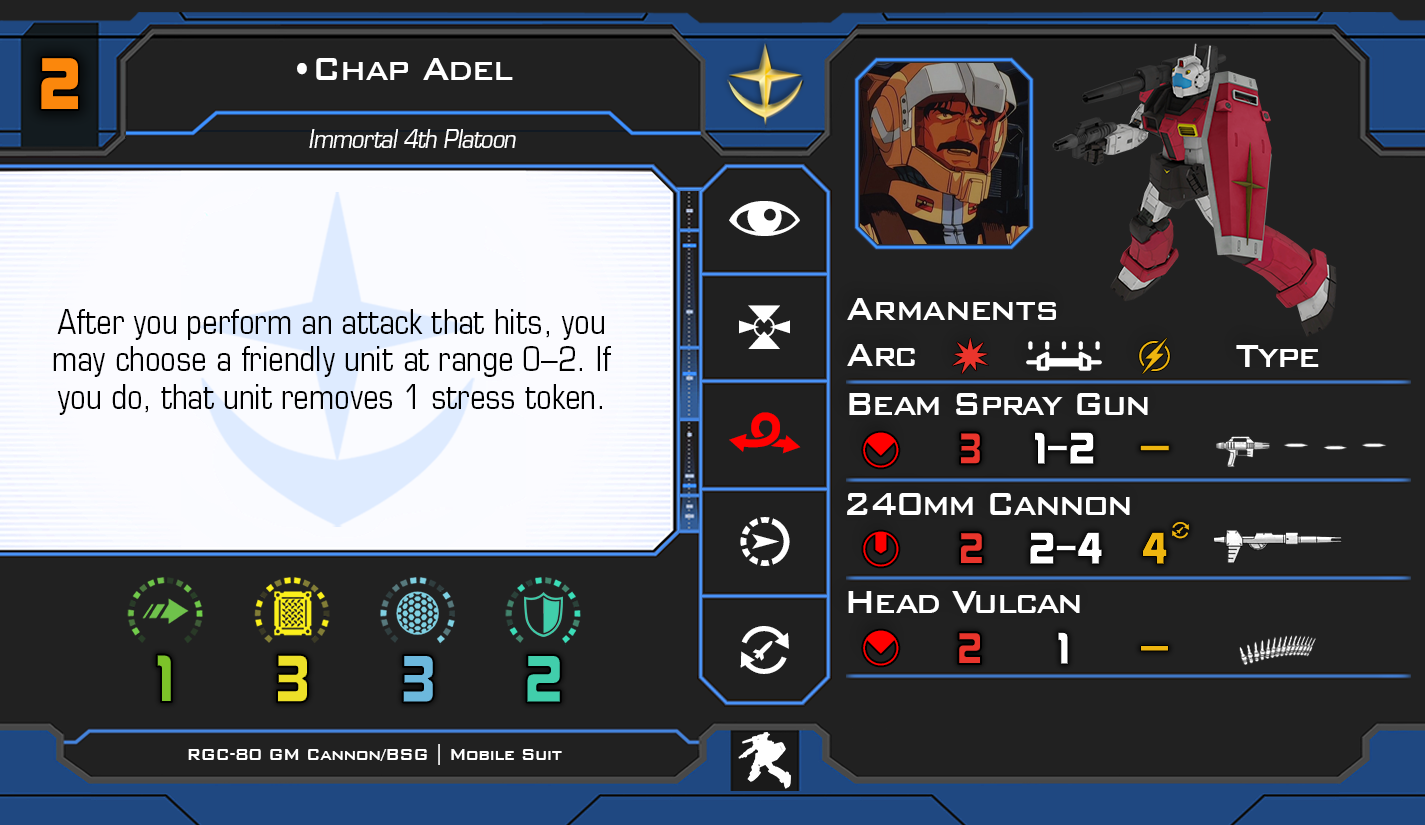 2
•Chap Adel
Immortal 4th Platoon
After you perform an attack that hits, you
may choose a friendly unit at range 0–2. If
you do, that unit removes 1 stress token.
1 3 3 2
RGC-80 GM Cannon/BSG | Mobile Suit
Armanents
Arc Type
Beam Spray Gun
3 1–2 –
240mm Cannon
2 2–4 4
Head Vulcan
2 1 –